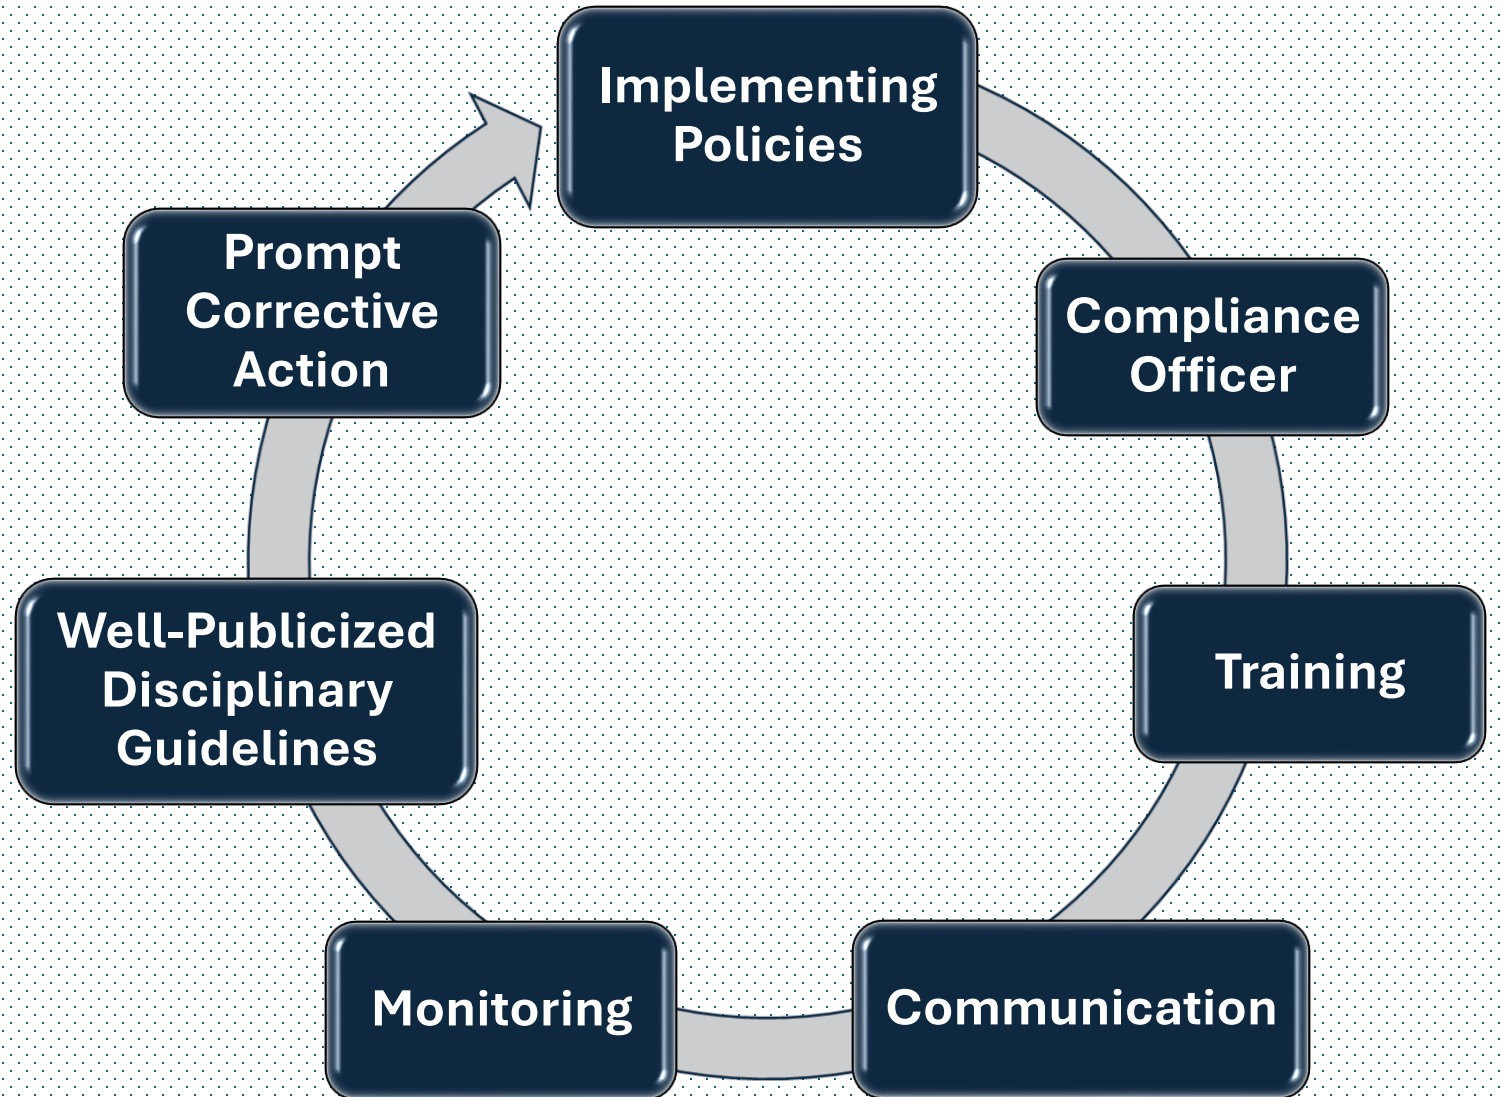 Implementing
Policies
Compliance
Officer
Training
Communication
Monitoring
Well-Publicized
Disciplinary
Guidelines
Prompt
Corrective
Action